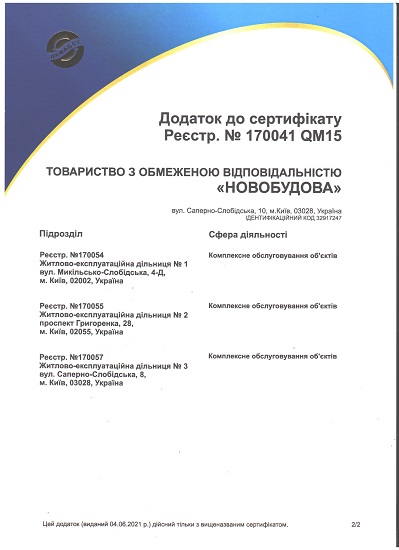 Додаток до сертифікату
Реєстр. № 170041 QM15
ТОВАРИСТВО З ОБМЕЖЕНОЮ ВІДПОВІДАЛЬНІСТЮ
«НОВОБУДОВА»
вул. Саперно-Слобідська, 10, м.Київ, 03028, Україна
ІДЕНТИФІКАЦІЙНИЙ КОД 32917247
Підрозділ Сфера діяльності
Реєстр. №170054 Комплексне обслуговування об'єктів
Житлово-експлуатаційна дільниця № 1
вул. Микільсько-Слобідська, 4-Д,
м. Київ, 02002, Україна
Реєстр. №170055 Комплексне обслуговування об'єктів
Житлово-експлуатаційна дільниця № 2
проспект Григоренка, 28,
м. Київ, 02055, Україна
Реєстр. №170057 Комплексне обслуговування об'єктів
Житлово-експлуатаційна дільниця № 3
вул. Саперно-Слобідська, 8,
м. Київ, 03028, Україна
Цей додаток (виданий 04.06.2021 р.) дійсний тільки з вищеназваним сертифікатом. 2/2